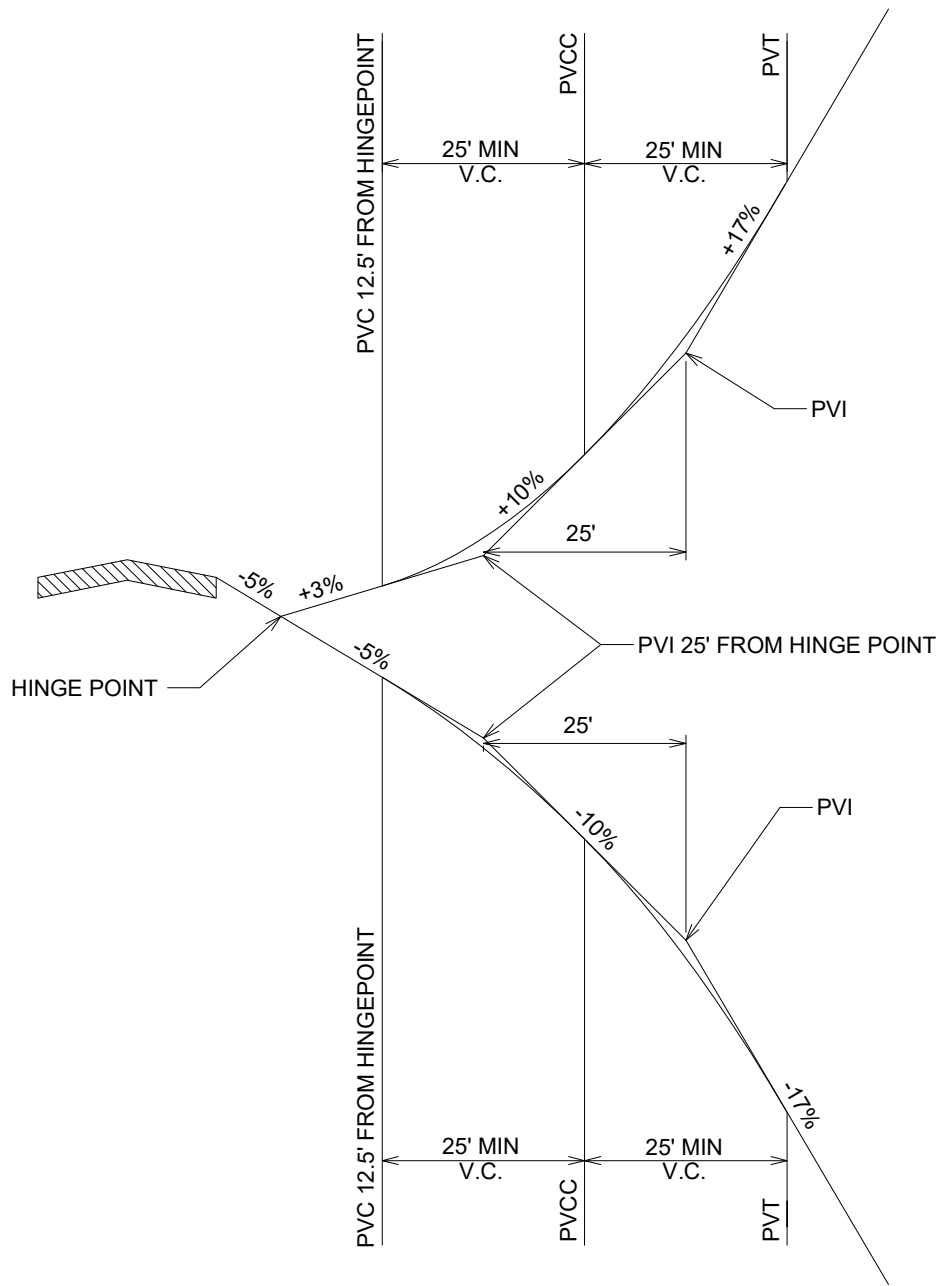 PVC 12.5' FROM HINGEPOINT
PVCC
PVT
25' MIN
V.C.
25' MIN
V.C.
+17%
PVI
+10%
25'
-5%
+3%
-5%
PVI 25' FROM HINGE POINT
HINGE POINT
25'
-10%
PVI
PVC 12.5' FROM HINGEPOINT
-17%
25' MIN
V.C.
25' MIN
V.C.
PVCC
PVT